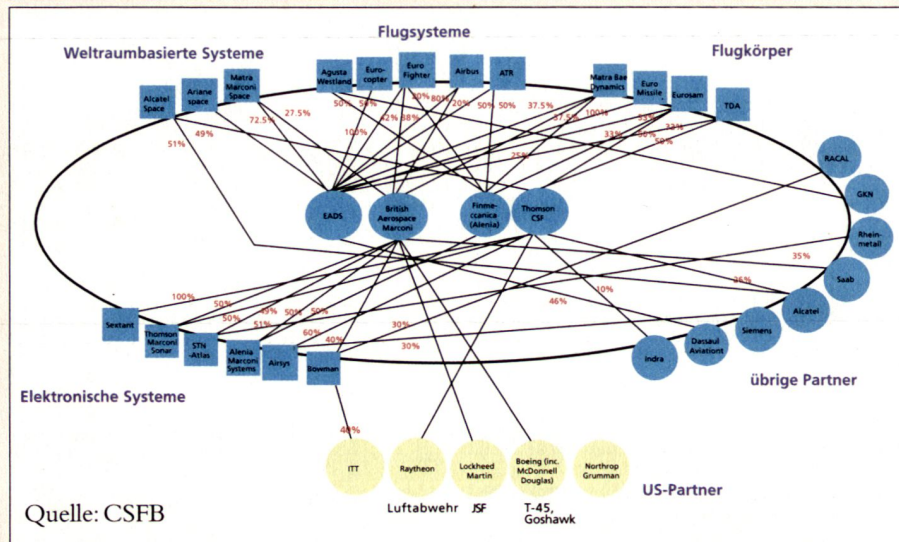 Flugsysteme
Weltraumbasierte Systeme
Flugkörper
Alcatel
Space
Ariane
space
Matra
Marconi
Space
Agusta
Westland
Euro-
copter
Euro
Fighter
Airbus
ATR
Matra Bae
Dynamics
Euro
Missile
Eurosam
TDA
51%
49%
72.5%
27.5%
50%
50%
100%
42%
38%
20%
80%
20%
50%
50%
37.5%
37.5%
100%
25%
33%
33%
50%
50%
33%
RACAL
GKN
Rhein-
metall
Saab
Alcatel
Siemens
Dassaul
Aviationt
Indra
EADS
British
Aerospace
Marconi
Finme-
ccanica
(Alenia)
Thomson
CSF
35%
10%
46%
100%
50%
50%
49%
51%
50%
50%
60%
40%
30%
30%
Sextant
Thomson
Marconi
Sonar
STN
-Atlas
Alenia
Marconi
Systems
Airsys
Bowman
Elektronische Systeme
übrige Partner
40%
ITT
Raytheon
Lockheed
Martin
Boeing (inc.
McDonnell
Douglas)
Northrop
Grumman
US-Partner
Luftabwehr
JSF
T-45,
Goshawk
Quelle: CSFB